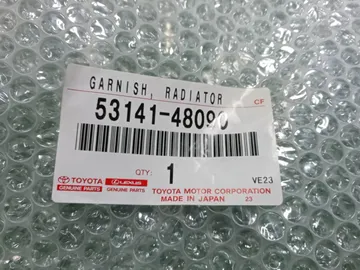 GARNISH, RADIATOR
CF
53141-48090
QTY: 1
VE23
TOYOTA LEXUS
GENUINE PARTS GENUINE PARTS
TOYOTA MOTOR CORPORATION
MADE IN JAPAN 23